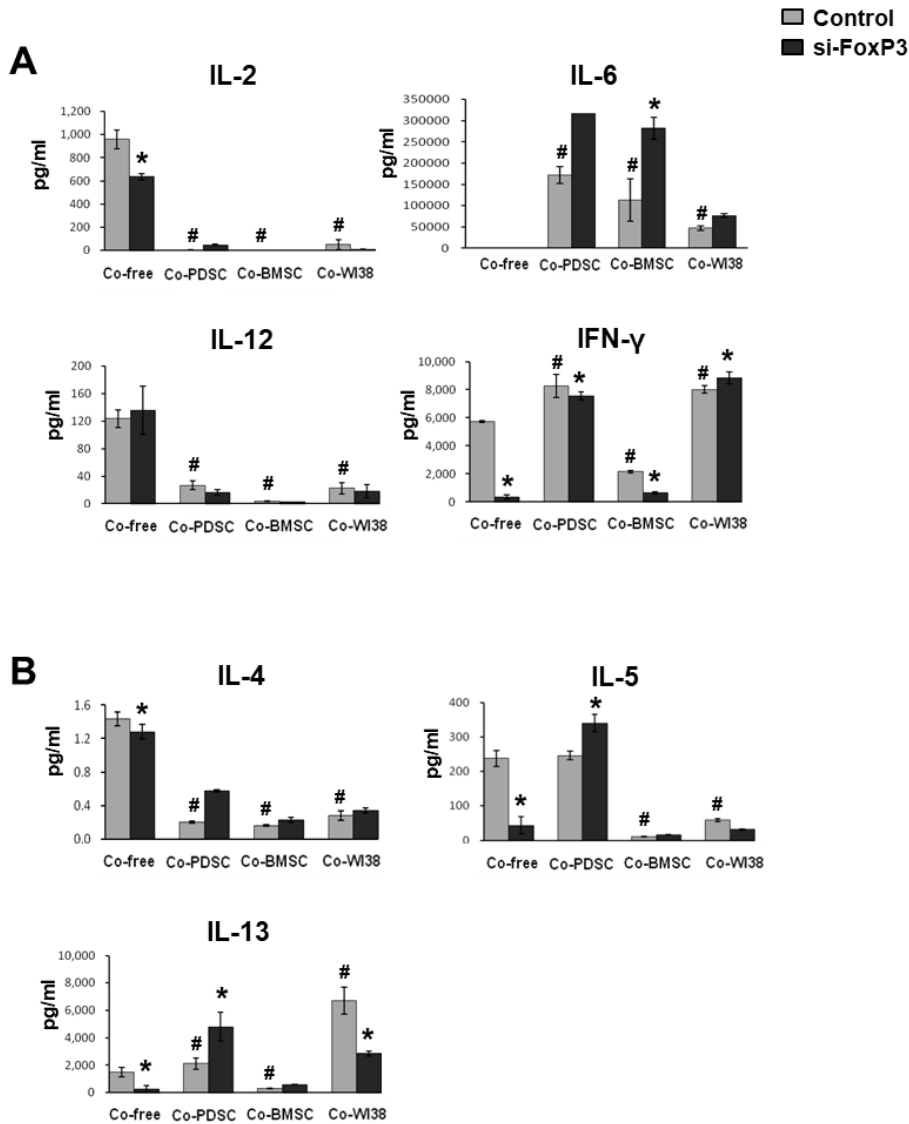 Control
si-FoxP3
A
IL-2
pg/ml
1,200
1,000
800
600
400
200
0
*
# # #
Co-free Co-PDSC Co-BMSC Co-WI38
IL-6
pg/ml
350000
300000
250000
200000
150000
100000
50000
0
# # * #
Co-free Co-PDSC Co-BMSC Co-WI38
IL-12
pg/ml
200
160
120
80
40
0
# # #
Co-free Co-PDSC Co-BMSC Co-WI38
IFN-γ
pg/ml
10,000
8,000
6,000
4,000
2,000
0
* # * # * # *
Co-free Co-PDSC Co-BMSC Co-WI38
B
IL-4
pg/ml
1.6
1.2
0.8
0.4
0.0
* # # #
Co-free Co-PDSC Co-BMSC Co-WI38
IL-5
pg/ml
400
300
200
100
0
* * # #
Co-free Co-PDSC Co-BMSC Co-WI38
IL-13
pg/ml
10,000
8,000
6,000
4,000
2,000
0
* # * # # *
Co-free Co-PDSC Co-BMSC Co-WI38